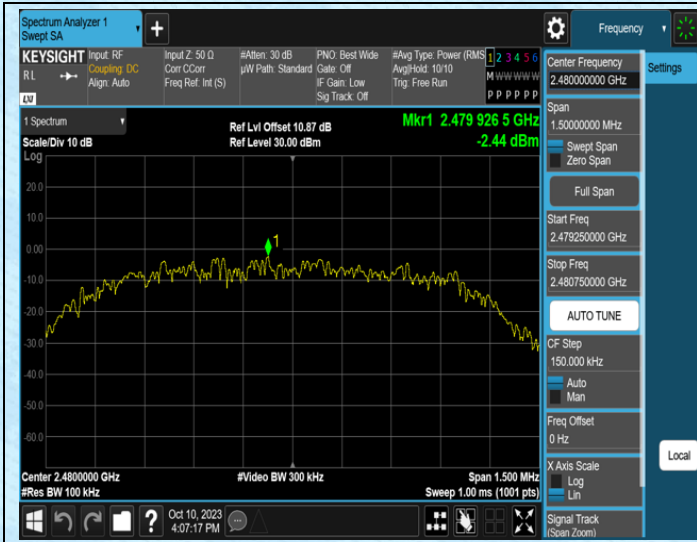 Spectrum Analyzer 1
Swept SA
+
Frequency
KEYSIGHT
RL
LXI
Input: RF
Coupling: DC
Align: Auto
Input Z: 50 Ω
Corr CCorr
Freq Ref: Int (S)
#Atten: 30 dB
µW Path: Standard
PNO: Best Wide
Gate: Off
IF Gain: Low
Sig Track: Off
#Avg Type: Power (RMS
Avg|Hold: 10/10
Trig: Free Run
1 2 3 4 5 6
M W W W W W
P P P P P P
1 Spectrum
Scale/Div 10 dB
Log
Ref Lvl Offset 10.87 dB
Ref Level 30.00 dBm
Mkr1 2.479 926 5 GHz
-2.44 dBm
20.0
10.0
0.00
-10.0
-20.0
-30.0
-40.0
-50.0
-60.0
1
Center 2.4800000 GHz
#Res BW 100 kHz
#Video BW 300 kHz
Span 1.500 MHz
Sweep 1.00 ms (1001 pts)
?
Oct 10, 2023
4:07:17 PM
Center Frequency
2.480000000 GHz
Span
1.50000000 MHz
Swept Span
Zero Span
Full Span
Start Freq
2.479250000 GHz
Stop Freq
2.480750000 GHz
AUTO TUNE
CF Step
150.000 kHz
Auto
Man
Freq Offset
0 Hz
X Axis Scale
Log
Lin
Signal Track
(Span Zoom)
Settings
Local